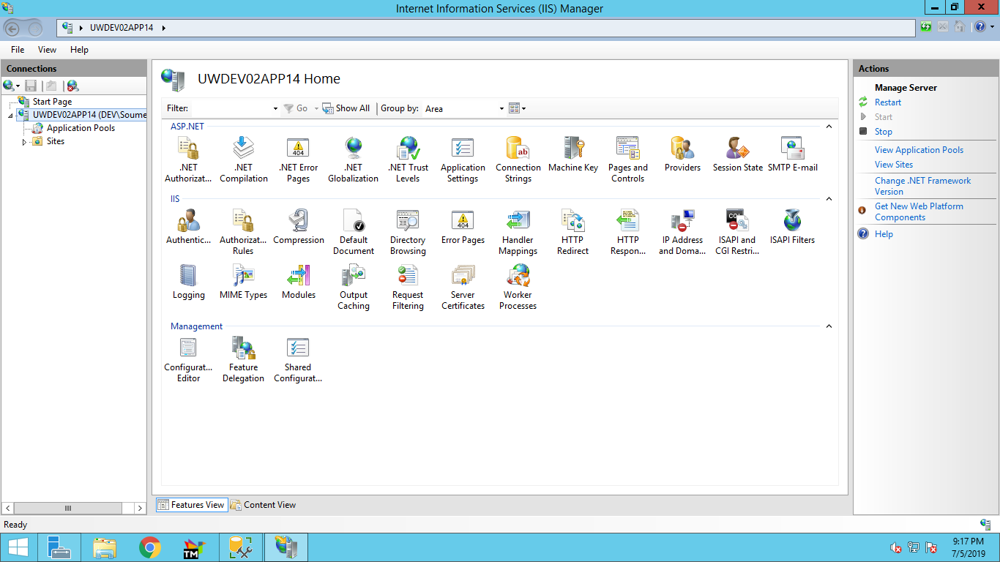 Internet Information Services (IIS) Manager
UWDEV02APP14
File View Help
Connections
Start Page
UWDEV02APP14 (DEV\Soume
Application Pools
Sites
UWDEV02APP14 Home
Filter: Go Show All Group by: Area
ASP.NET
.NET Authorizat...
.NET Compilation
.NET Error Pages
.NET Globalization
.NET Trust Levels
Application Settings
Connection Strings
Machine Key
Pages and Controls
Providers
Session State
SMTP E-mail
IIS
Authentic...
Authorizat... Rules
Compression
Default Document
Directory Browsing
Error Pages
Handler Mappings
HTTP Redirect
HTTP Respon...
IP Address and Doma...
ISAPI and CGI Restri...
ISAPI Filters
Logging
MIME Types
Modules
Output Caching
Request Filtering
Server Certificates
Worker Processes
Management
Configurat... Editor
Feature Delegation
Shared Configurat...
Features View
Content View
Actions
Manage Server
Restart
Start
Stop
View Application Pools
View Sites
Change .NET Framework
Version
Get New Web Platform
Components
Help
Ready
TM
9:17 PM
7/5/2019